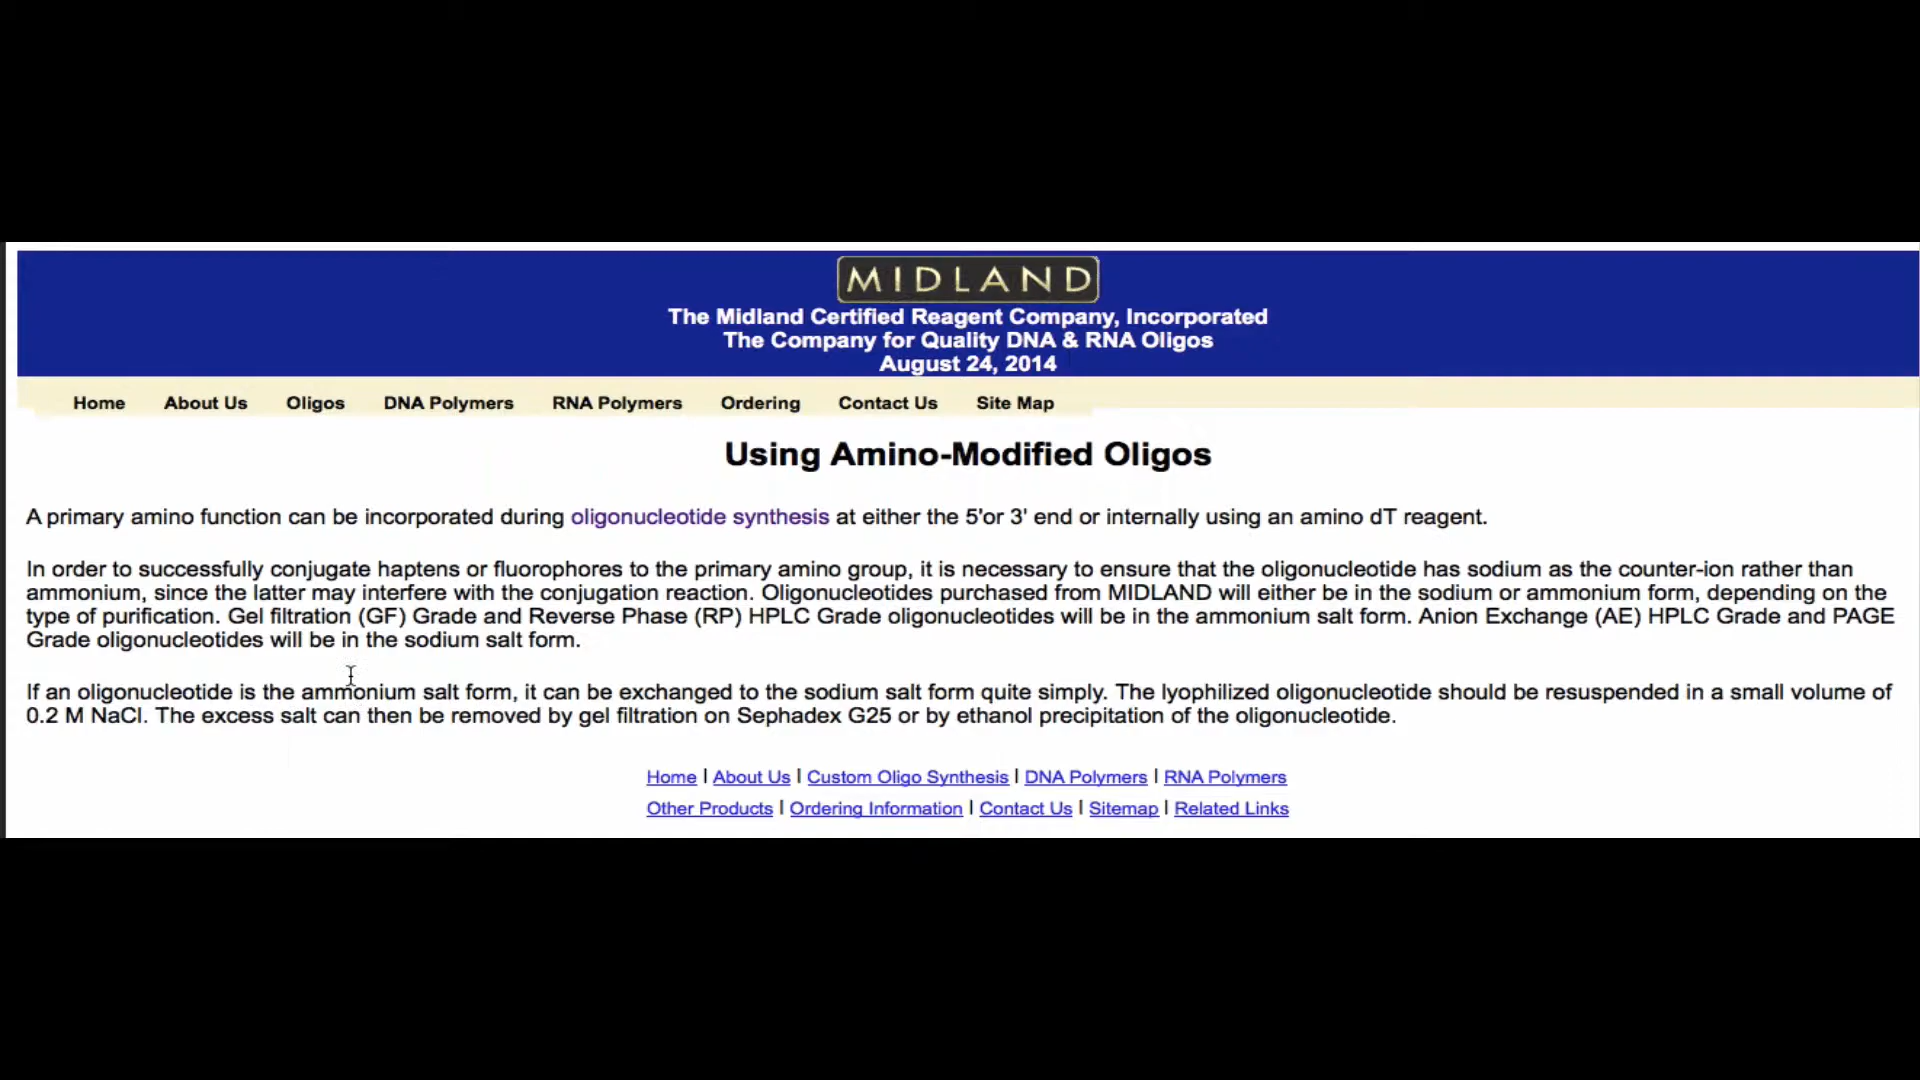 MIDLAND
The Midland Certified Reagent Company, Incorporated
The Company for Quality DNA & RNA Oligos
August 24, 2014
Home About Us Oligos DNA Polymers RNA Polymers Ordering Contact Us Site Map
Using Amino-Modified Oligos
A primary amino function can be incorporated during oligonucleotide synthesis at either the 5'or 3' end or internally using an amino dT reagent.
In order to successfully conjugate haptens or fluorophores to the primary amino group, it is necessary to ensure that the oligonucleotide has sodium as the counter-ion rather than
ammonium, since the latter may interfere with the conjugation reaction. Oligonucleotides purchased from MIDLAND will either be in the sodium or ammonium form, depending on the
type of purification. Gel filtration (GF) Grade and Reverse Phase (RP) HPLC Grade oligonucleotides will be in the ammonium salt form. Anion Exchange (AE) HPLC Grade and PAGE
Grade oligonucleotides will be in the sodium salt form.
If an oligonucleotide is the ammonium salt form, it can be exchanged to the sodium salt form quite simply. The lyophilized oligonucleotide should be resuspended in a small volume of
0.2 M NaCl. The excess salt can then be removed by gel filtration on Sephadex G25 or by ethanol precipitation of the oligonucleotide.
Home | About Us | Custom Oligo Synthesis | DNA Polymers | RNA Polymers
Other Products | Ordering Information | Contact Us | Sitemap | Related Links